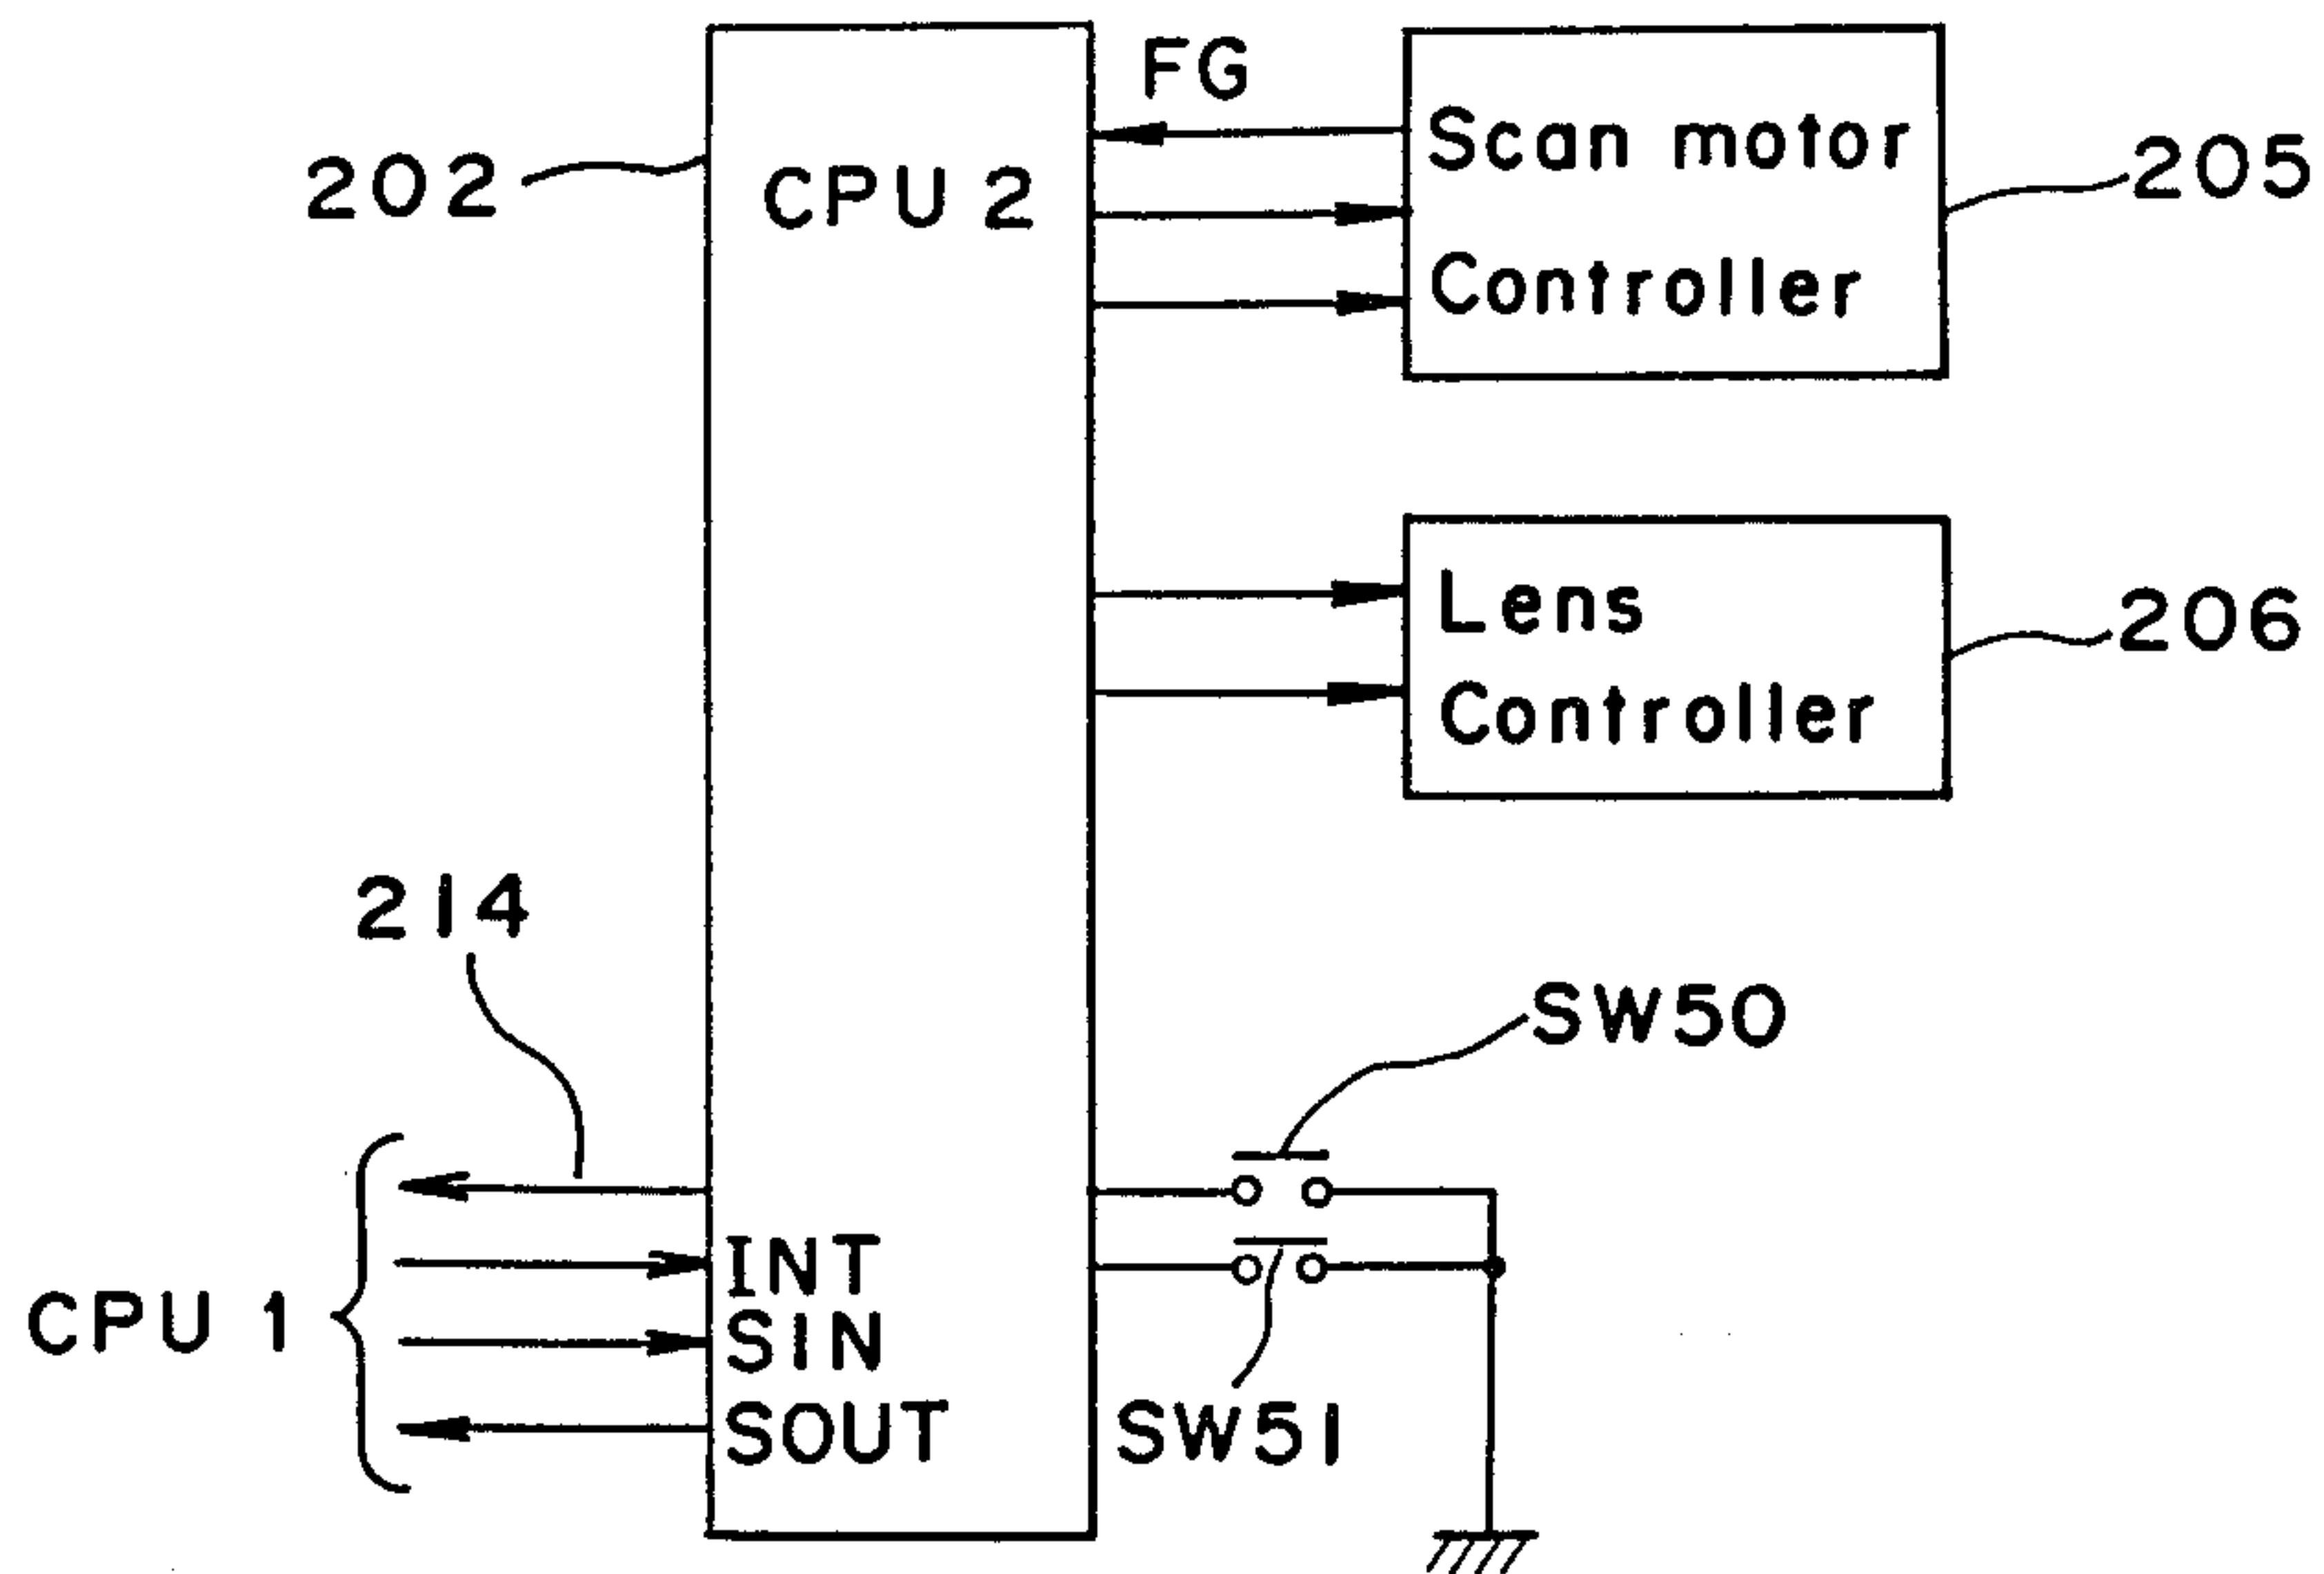 FG
202
CPU 2
Scan motor
Controller
205
Lens
Controller
206
214
SW50
CPU 1
INT
SIN
SOUT
SW51